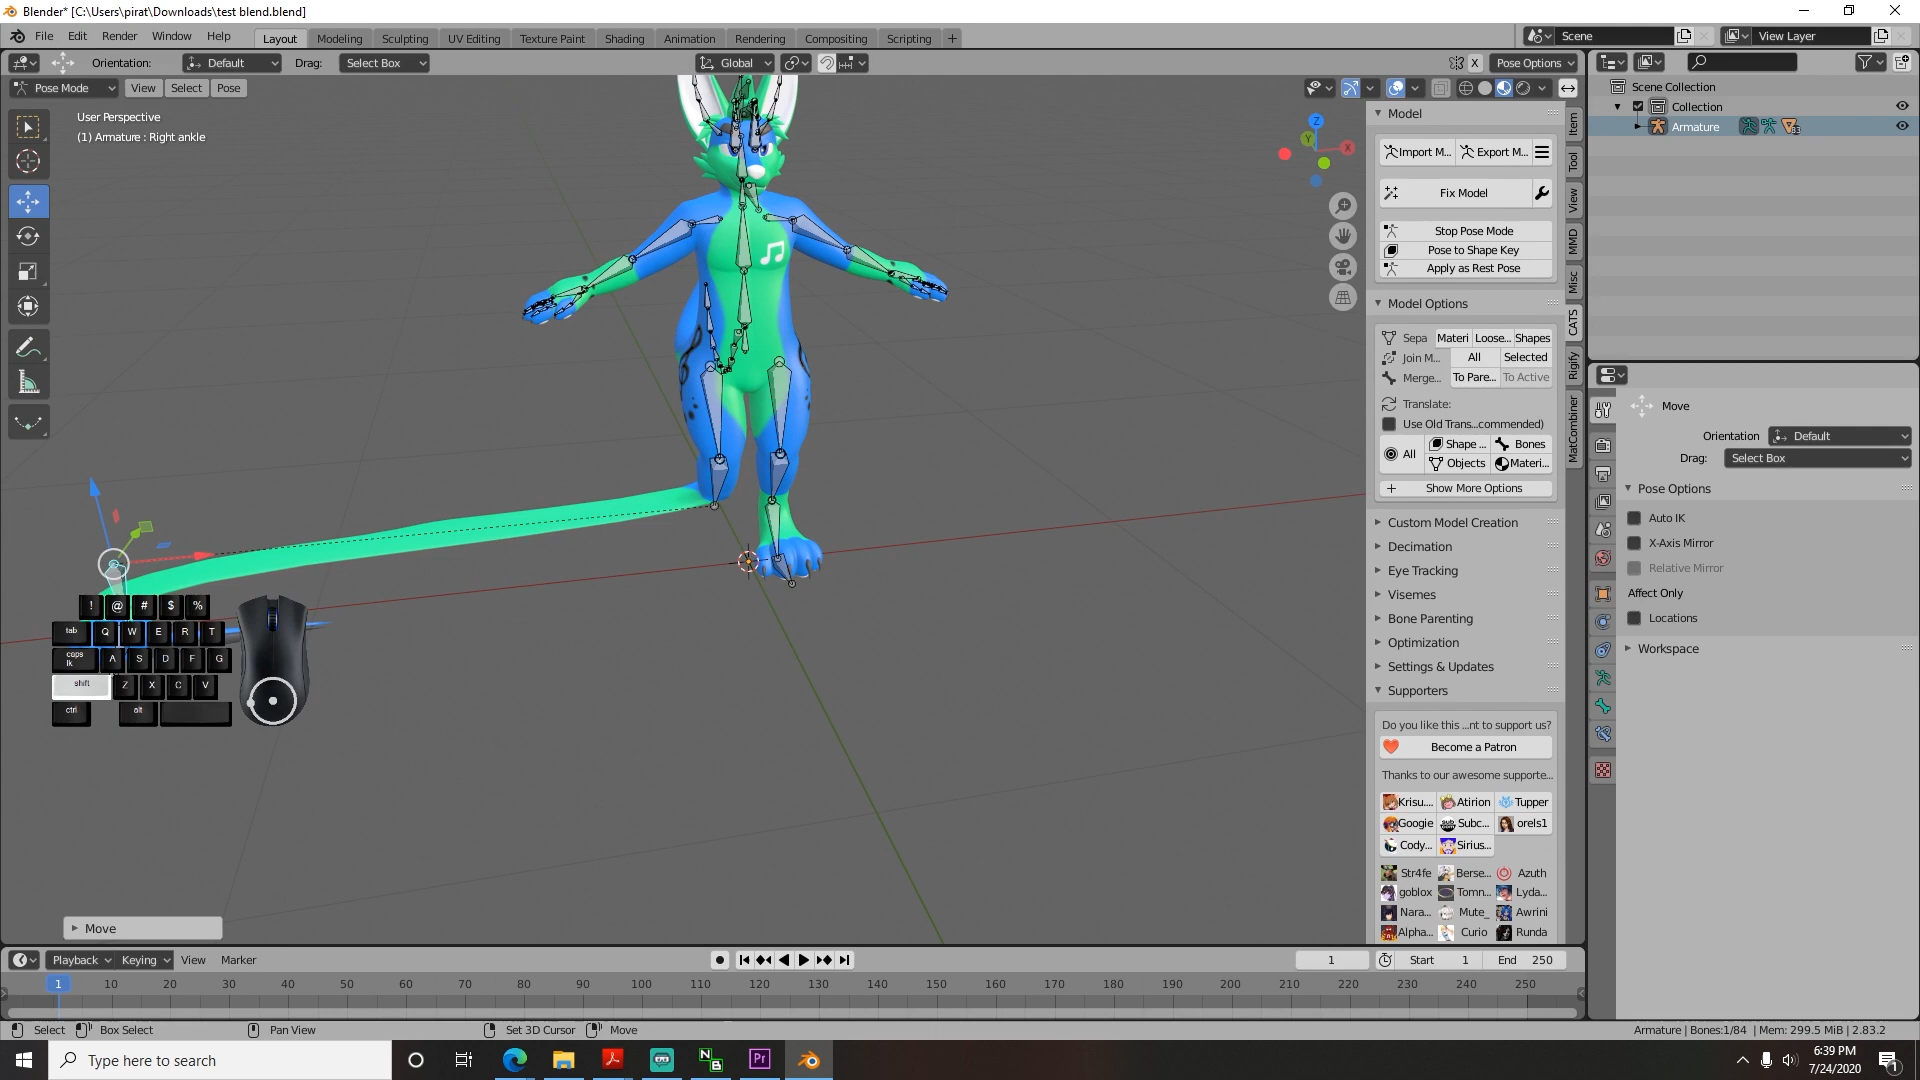 Blender* [C:\Users\pirat\Downloads\test blend.blend]
File Edit Render Window Help Layout Modeling Sculpting UV Editing Texture Paint Shading Animation Rendering Compositing Scripting + Scene View Layer
Orientation: Default Drag: Select Box Global X Pose Options
Pose Mode View Select Pose
User Perspective
(1) Armature : Right ankle
Z
Y
X
Model
Import M... Export M...
Fix Model
Stop Pose Mode
Pose to Shape Key
Apply as Rest Pose
Model Options
Sepa Materi Loose... Shapes
Join M... All Selected
Merge... To Pare... To Active
Translate:
Use Old Trans...commended)
All Shape ... Bones
Objects Materi...
Show More Options
Custom Model Creation
Decimation
Eye Tracking
Visemes
Bone Parenting
Optimization
Settings & Updates
Supporters
Do you like this ...nt to support us?
Become a Patron
Thanks to our awesome supporte...
Krisu.... Atirion Tupper
Googie Subc... orels1
Cody... Sirius...
Str4fe Berse... Azuth
goblox Tomn... Lyda...
Nara... Mute_ Awrini
Alpha... Curio Runda
Item
Tool
View
MMD
Misc
CATS
Rigify
MatCombiner
Scene Collection
Collection
Armature
Move
Orientation Default
Drag: Select Box
Pose Options
Auto IK
X-Axis Mirror
Relative Mirror
Affect Only
Locations
Workspace
! @ # $ %
tab Q W E R T
caps lk A S D F G
shift Z X C V
ctrl alt
Move
Playback Keying View Marker 1 Start 1 End 250
1 10 20 30 40 50 60 70 80 90 100 110 120 130 140 150 160 170 180 190 200 210 220 230 240 250
Select Box Select Pan View Set 3D Cursor Move Armature | Bones:1/84 | Mem: 299.5 MiB | 2.83.2
Type here to search
N
B
Pr
6:39 PM
7/24/2020
1